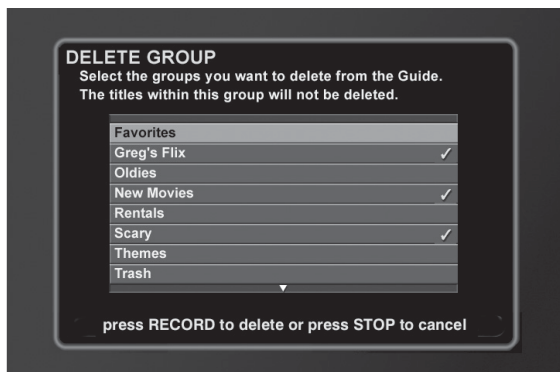 DELETE GROUP
Select the groups you want to delete from the Guide.
The titles within this group will not be deleted.
Favorites
Greg's Flix ✓
Oldies
New Movies ✓
Rentals
Scary ✓
Themes
Trash
press RECORD to delete or press STOP to cancel